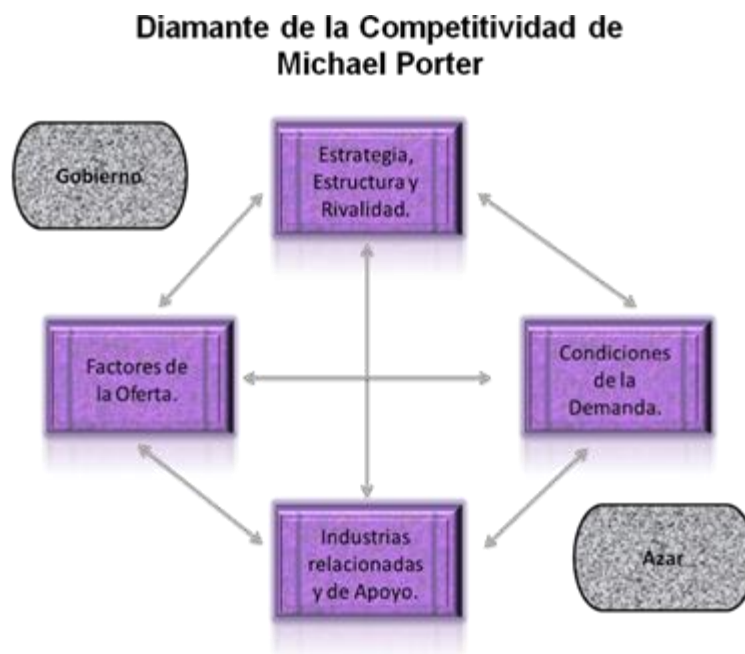 Diamante de la Competitividad de
Michael Porter
Gobierno
Estrategia,
Estructura y
Rivalidad.
Factores de
la Oferta.
Condiciones
de la
Demanda.
Industrias
relacionadas
y de Apoyo.
Azar